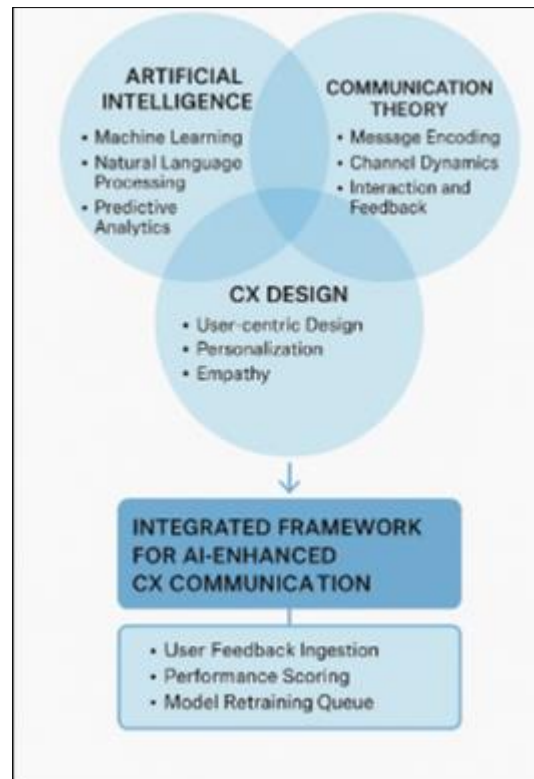 ARTIFICIAL
INTELLIGENCE
• Machine Learning
• Natural Language
Processing
• Predictive
Analytics
COMMUNICATION
THEORY
• Message Encoding
• Channel Dynamics
• Interaction and
Feedback
CX DESIGN
• User-centric Design
• Personalization
• Empathy
INTEGRATED FRAMEWORK
FOR AI-ENHANCED
CX COMMUNICATION
• User Feedback Ingestion
• Performance Scoring
• Model Retraining Queue